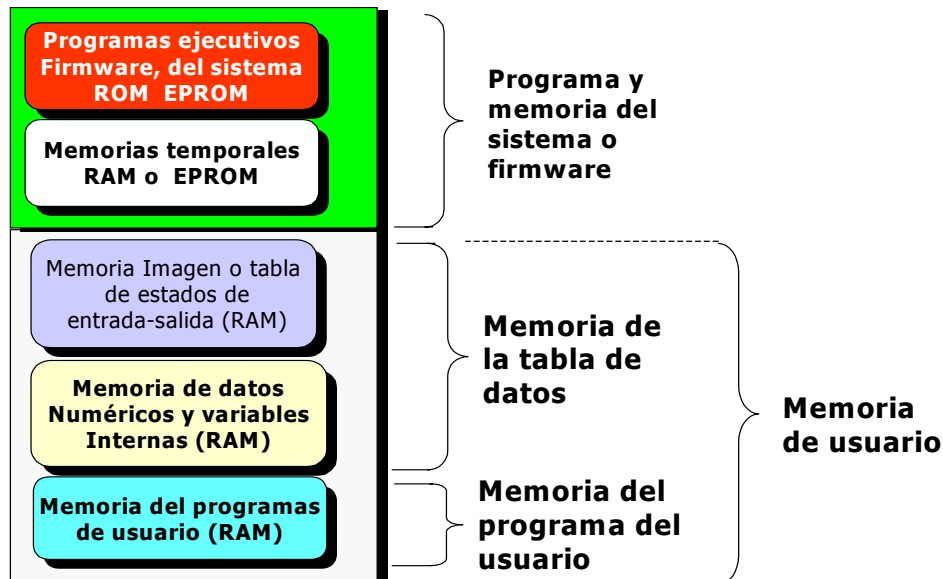 Programas ejecutivos
Firmware, del sistema
ROM EPROM
Memorias temporales
RAM o EPROM
Programa y
memoria del
sistema o
firmware
Memoria Imagen o tabla
de estados de
entrada-salida (RAM)
Memoria de datos
Numéricos y variables
Internas (RAM)
Memoria de
la tabla de
datos
Memoria del programas
de usuario (RAM)
Memoria del
programa del
usuario
Memoria
de usuario